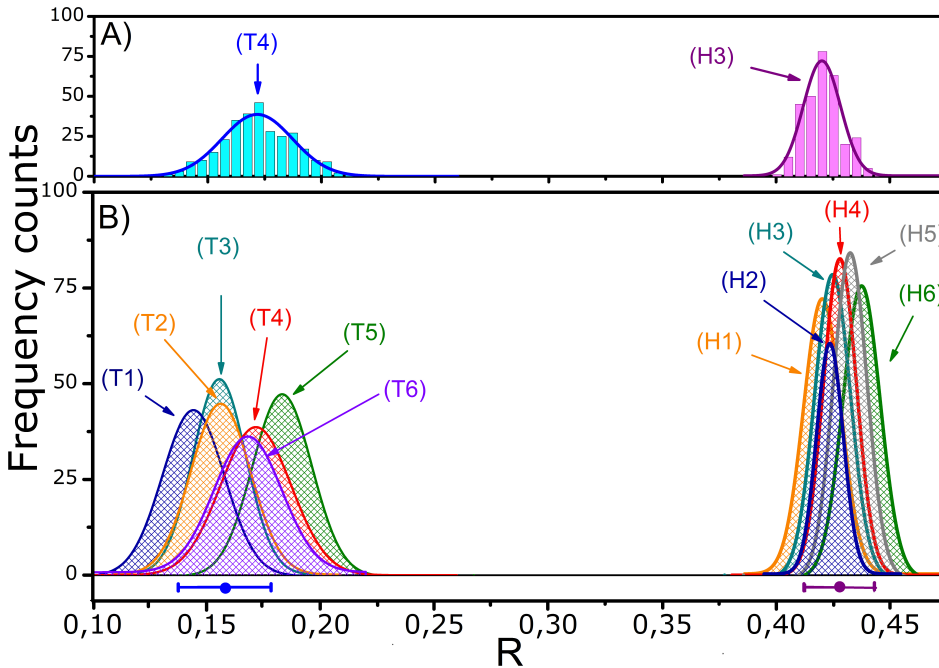 100
A)
(T4)
(H3)
75
50
25
0
Frequency counts
100
B)
(T3)
(H4)
(H3)
(H5)
(H2)
(H6)
75
(T2)
(T4)
(T5)
(H1)
(T1)
(T6)
50
25
0
0,10
0,15
0,20
0,25
0,30
0,35
0,40
0,45
R